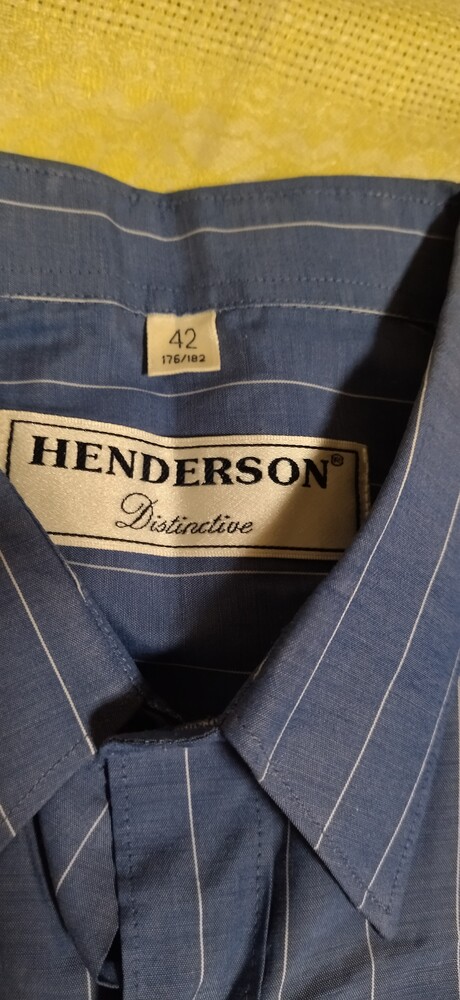 42
176/182
HENDERSON®
Distinctive